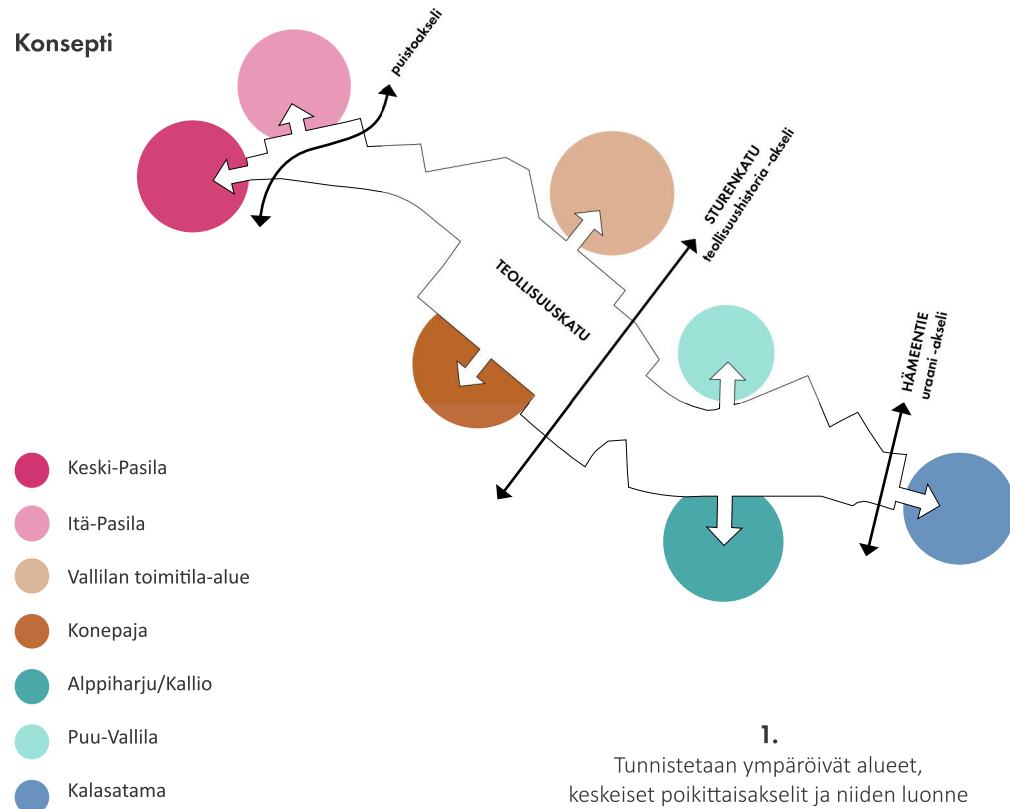 Konsepti
puistoakseli
STURENKATU
teollisuushistoria -akseli
TEOLLISUUSKATU
HÄMEENTIE
uraani -akseli
Keski-Pasila
Itä-Pasila
Vallilan toimitila-alue
Konepaja
Alppiharju/Kallio
Puu-Vallila
Kalasatama
1.
Tunnistetaan ympäröivät alueet,
keskeiset poikittaisakselit ja niiden luonne